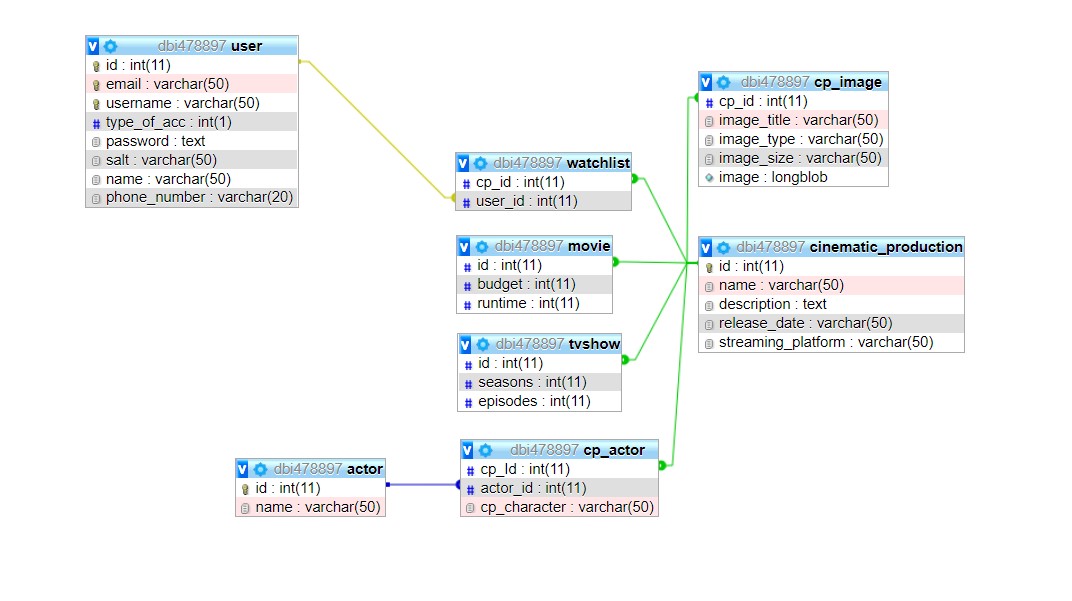 dbi478897 user
id : int(11)
email : varchar(50)
username : varchar(50)
type_of_acc : int(1)
password : text
salt : varchar(50)
name : varchar(50)
phone_number : varchar(20)
dbi478897 watchlist
cp_id : int(11)
user_id : int(11)
dbi478897 movie
id : int(11)
budget : int(11)
runtime : int(11)
dbi478897 tvshow
id : int(11)
seasons : int(11)
episodes : int(11)
dbi478897 actor
id : int(11)
name : varchar(50)
dbi478897 cp_actor
cp_Id : int(11)
actor_id : int(11)
cp_character : varchar(50)
dbi478897 cp_image
cp_id : int(11)
image_title : varchar(50)
image_type : varchar(50)
image_size : varchar(50)
image : longblob
dbi478897 cinematic_production
id : int(11)
name : varchar(50)
description : text
release_date : varchar(50)
streaming_platform : varchar(50)